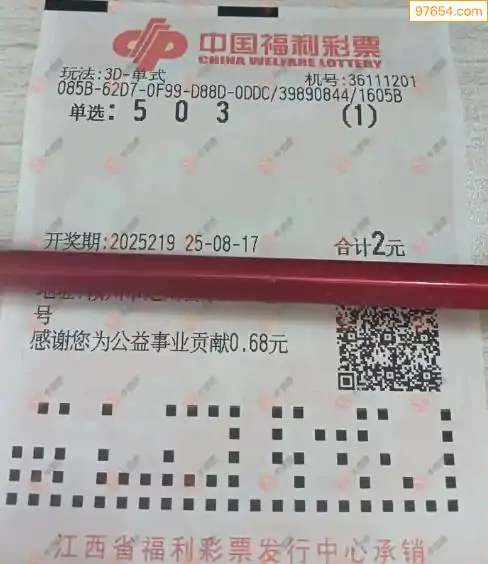 97654.com
中国福利彩票
CHINA WELFARE LOTTERY
玩法:3D-单式 机号:36111201
085B-62D7-0F99-D88D-0DDC/39890844/1605B
单选: 5 0 3 (1)
开奖期:2025219 25-08-17 合计2元
号
感谢您为公益事业贡献0.68元
江西省福利彩票发行中心承销